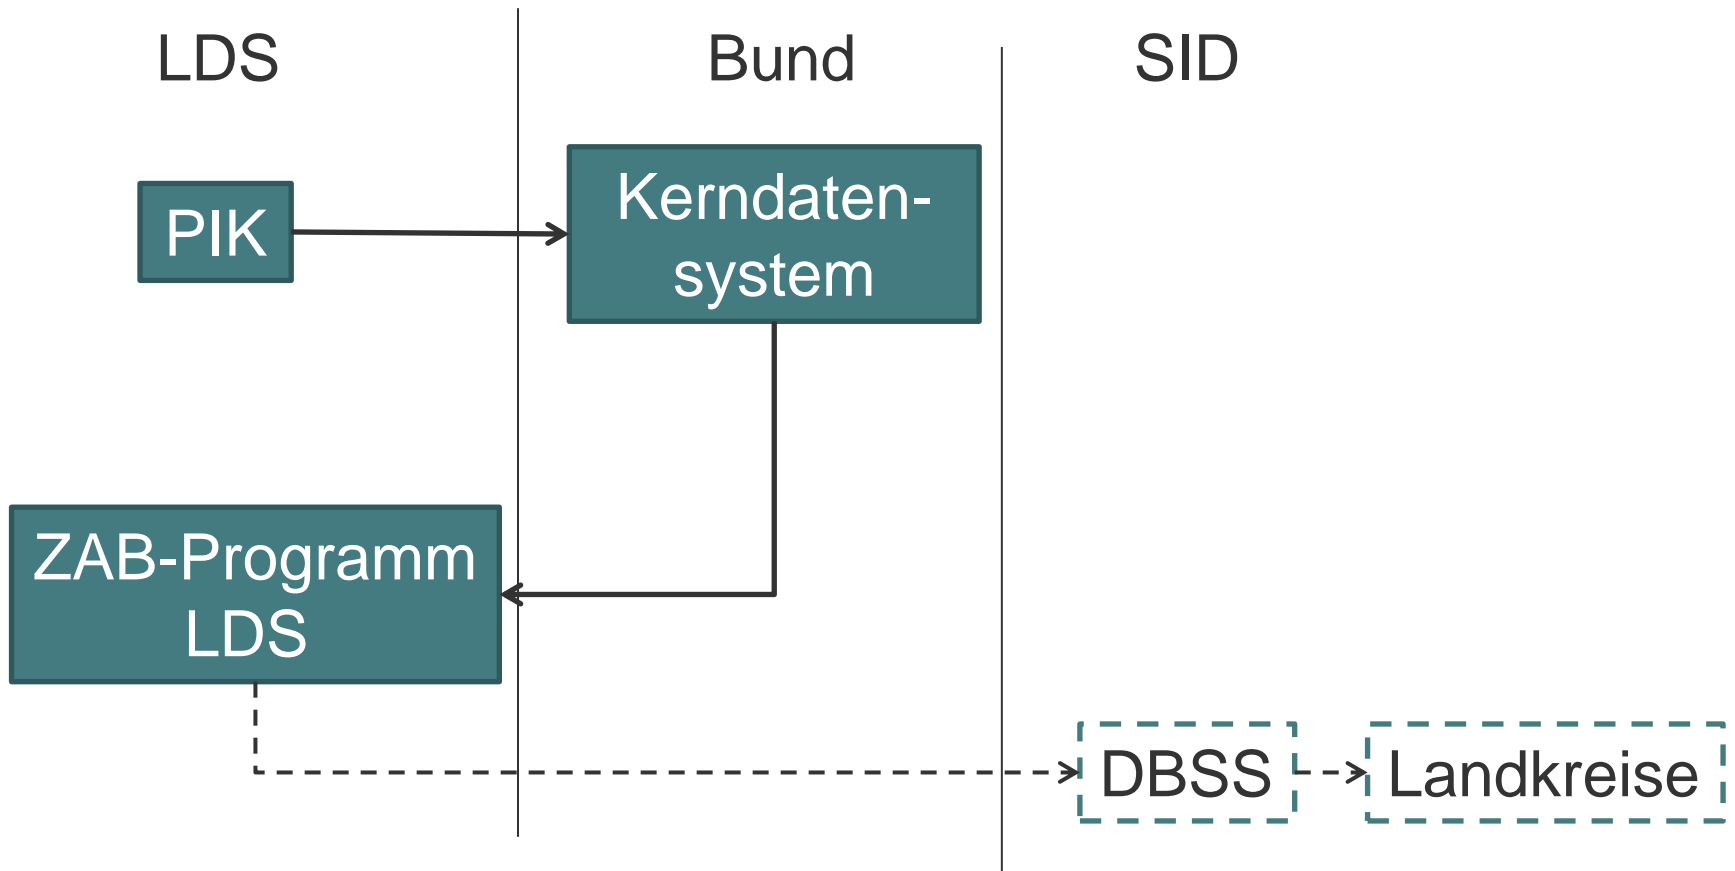 LDS
Bund
SID
PIK
Kerndaten-
system
ZAB-Programm
LDS
DBSS
Landkreise